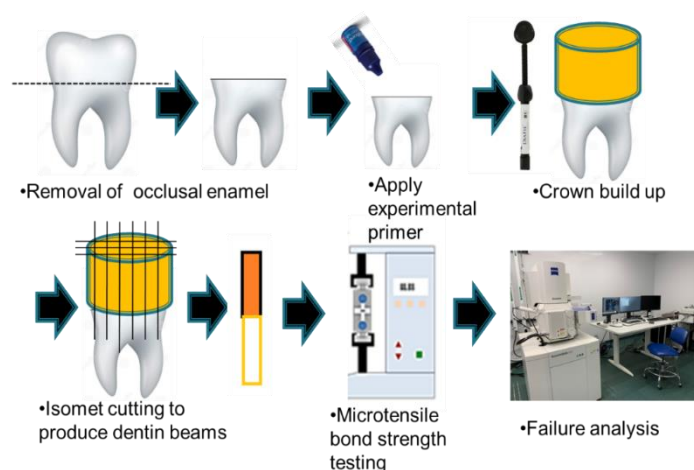 •Removal of occlusal enamel
•Apply
experimental
primer
•Crown build up
•Isomet cutting to
produce dentin beams
•Microtensile
bond strength
testing
•Failure analysis